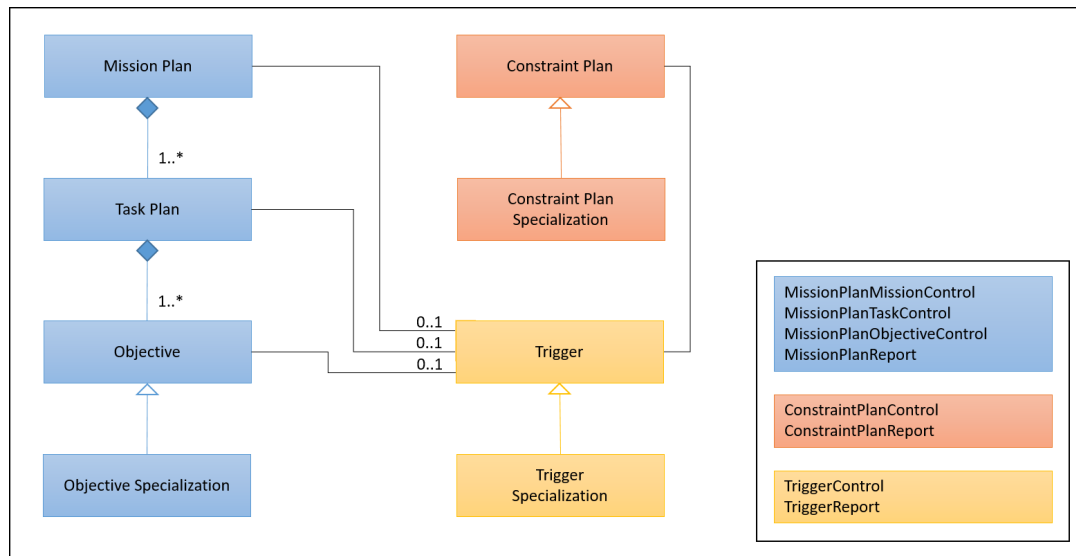 Mission Plan
Constraint Plan
1..*
Task Plan
Constraint Plan
Specialization
1..*
Objective
0..1
0..1
0..1
Trigger
Objective Specialization
Trigger
Specialization
MissionPlanMissionControl
MissionPlanTaskControl
MissionPlanObjectiveControl
MissionPlanReport
ConstraintPlanControl
ConstraintPlanReport
TriggerControl
TriggerReport